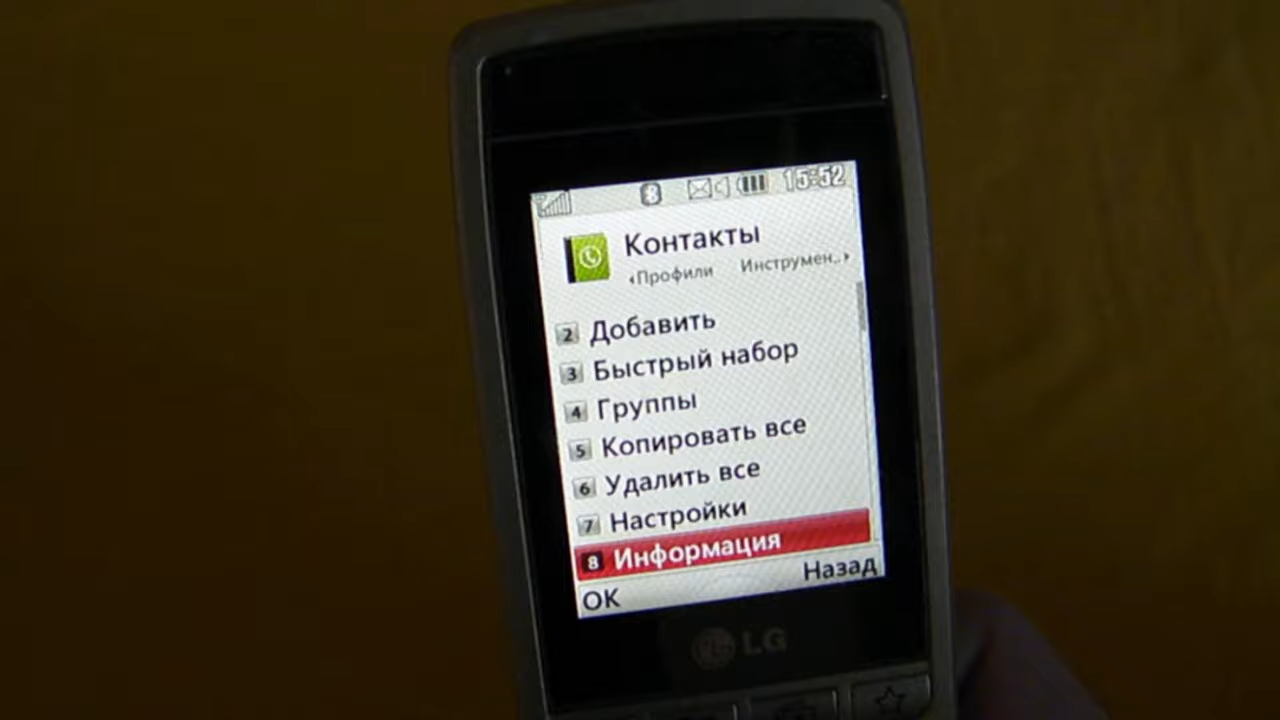 15:52
Контакты
Профили Инструмен..
2 Добавить
3 Быстрый набор
4 Группы
5 Копировать все
6 Удалить все
7 Настройки
8 Информация
OK Назад
LG